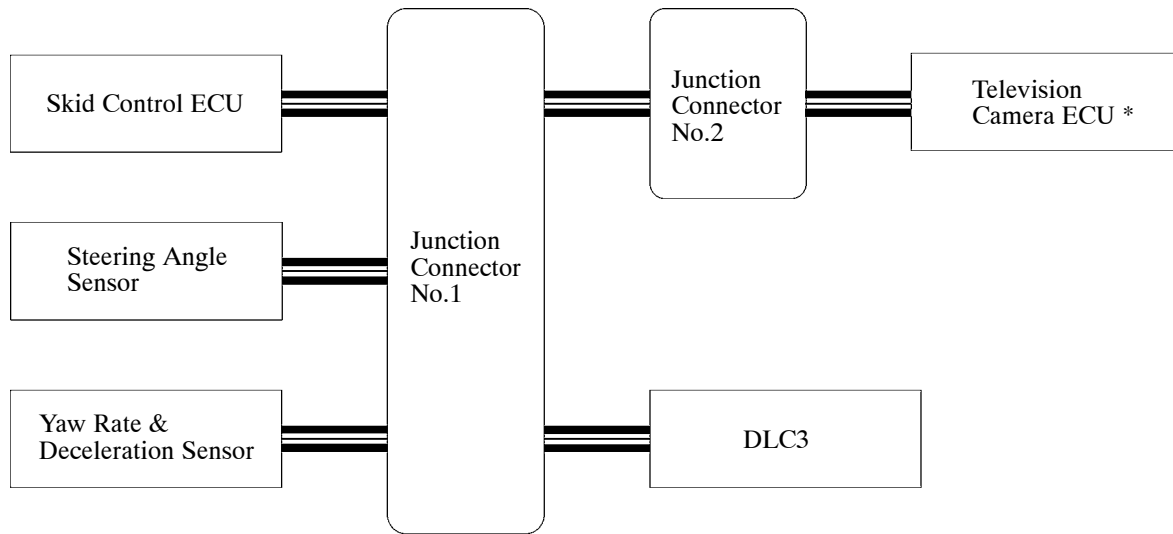 Skid Control ECU
Junction
Connector
No.2
Television
Camera ECU *
Steering Angle
Sensor
Junction
Connector
No.1
Yaw Rate &
Deceleration Sensor
DLC3